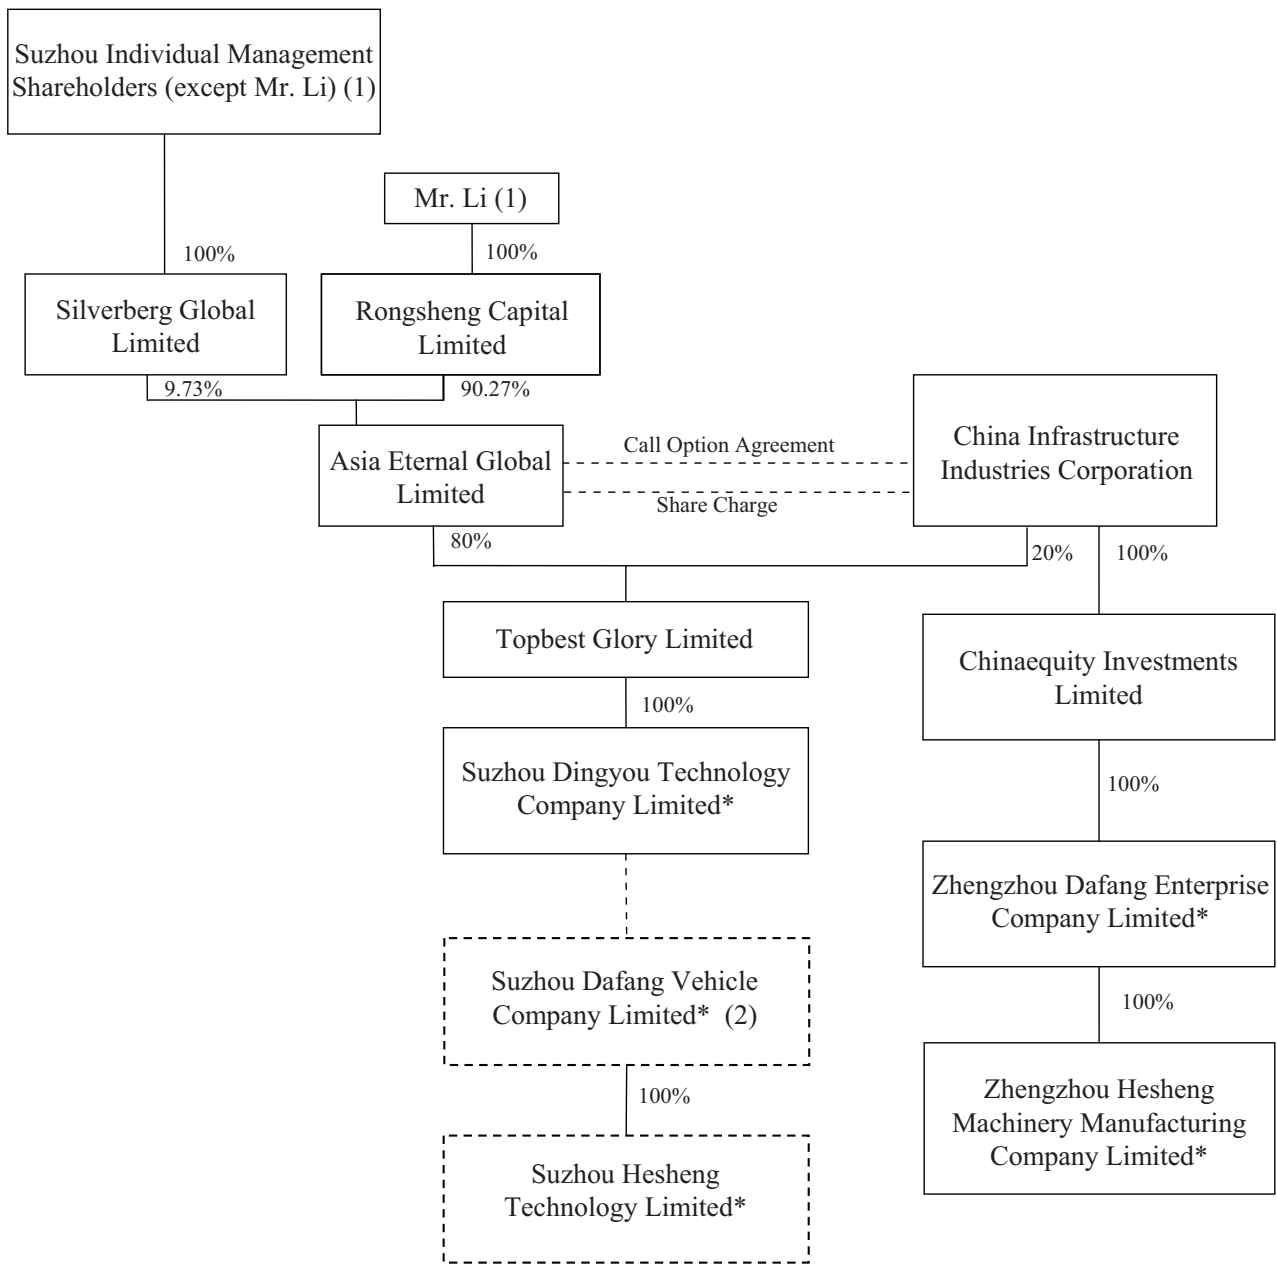 Suzhou Individual Management
Shareholders (except Mr. Li) (1)
Mr. Li (1)
100%
100%
Silverberg Global
Limited
Rongsheng Capital
Limited
9.73%
90.27%
Asia Eternal Global
Limited
Call Option Agreement
Share Charge
China Infrastructure
Industries Corporation
80%
20%
100%
Topbest Glory Limited
Chinaequity Investments
Limited
100%
Suzhou Dingyou Technology
Company Limited*
100%
Zhengzhou Dafang Enterprise
Company Limited*
Suzhou Dafang Vehicle
Company Limited* (2)
100%
100%
Zhengzhou Hesheng
Machinery Manufacturing
Company Limited*
Suzhou Hesheng
Technology Limited*